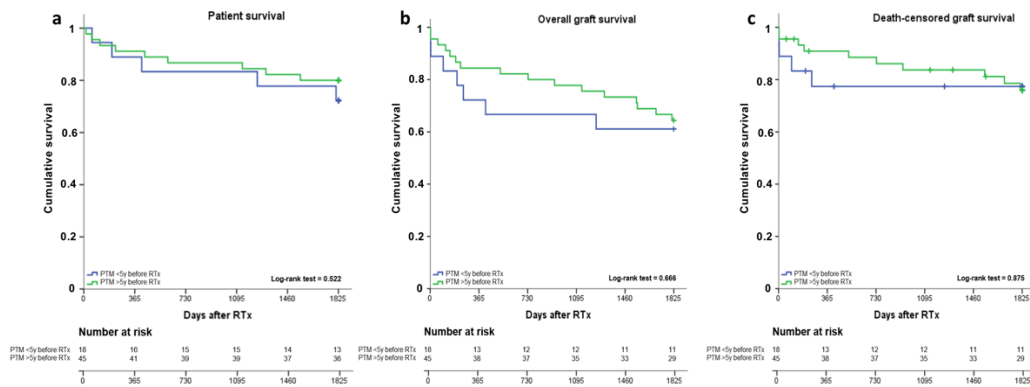 a Patient survival
1
0.8
0.6
0.4
0.2
0
Cumulative survival
PTM <5y before RTx
PTM >5y before RTx
Log-rank test = 0.522
0 365 730 1095 1460 1825
Days after RTx
Number at risk
PTM <5y before RTx 18 16 15 15 14 13
PTM >5y before RTx 45 41 39 39 37 36
0 365 730 1095 1460 1825
b Overall graft survival
1
0.8
0.6
0.4
0.2
0
Cumulative survival
PTM <5y before RTx
PTM >5y before RTx
Log-rank test = 0.666
0 365 730 1095 1460 1825
Days after RTx
Number at risk
PTM <5y before RTx 18 13 12 12 11 11
PTM >5y before RTx 45 38 37 35 33 29
0 365 730 1095 1460 1825
c Death-censored graft survival
1
0.8
0.6
0.4
0.2
0
Cumulative survival
PTM <5y before RTx
PTM >5y before RTx
Log-rank test = 0.875
0 365 730 1095 1460 1825
Days after RTx
Number at risk
PTM <5y before RTx 18 13 12 12 11 11
PTM >5y before RTx 45 38 37 35 33 29
0 365 730 1095 1460 1825